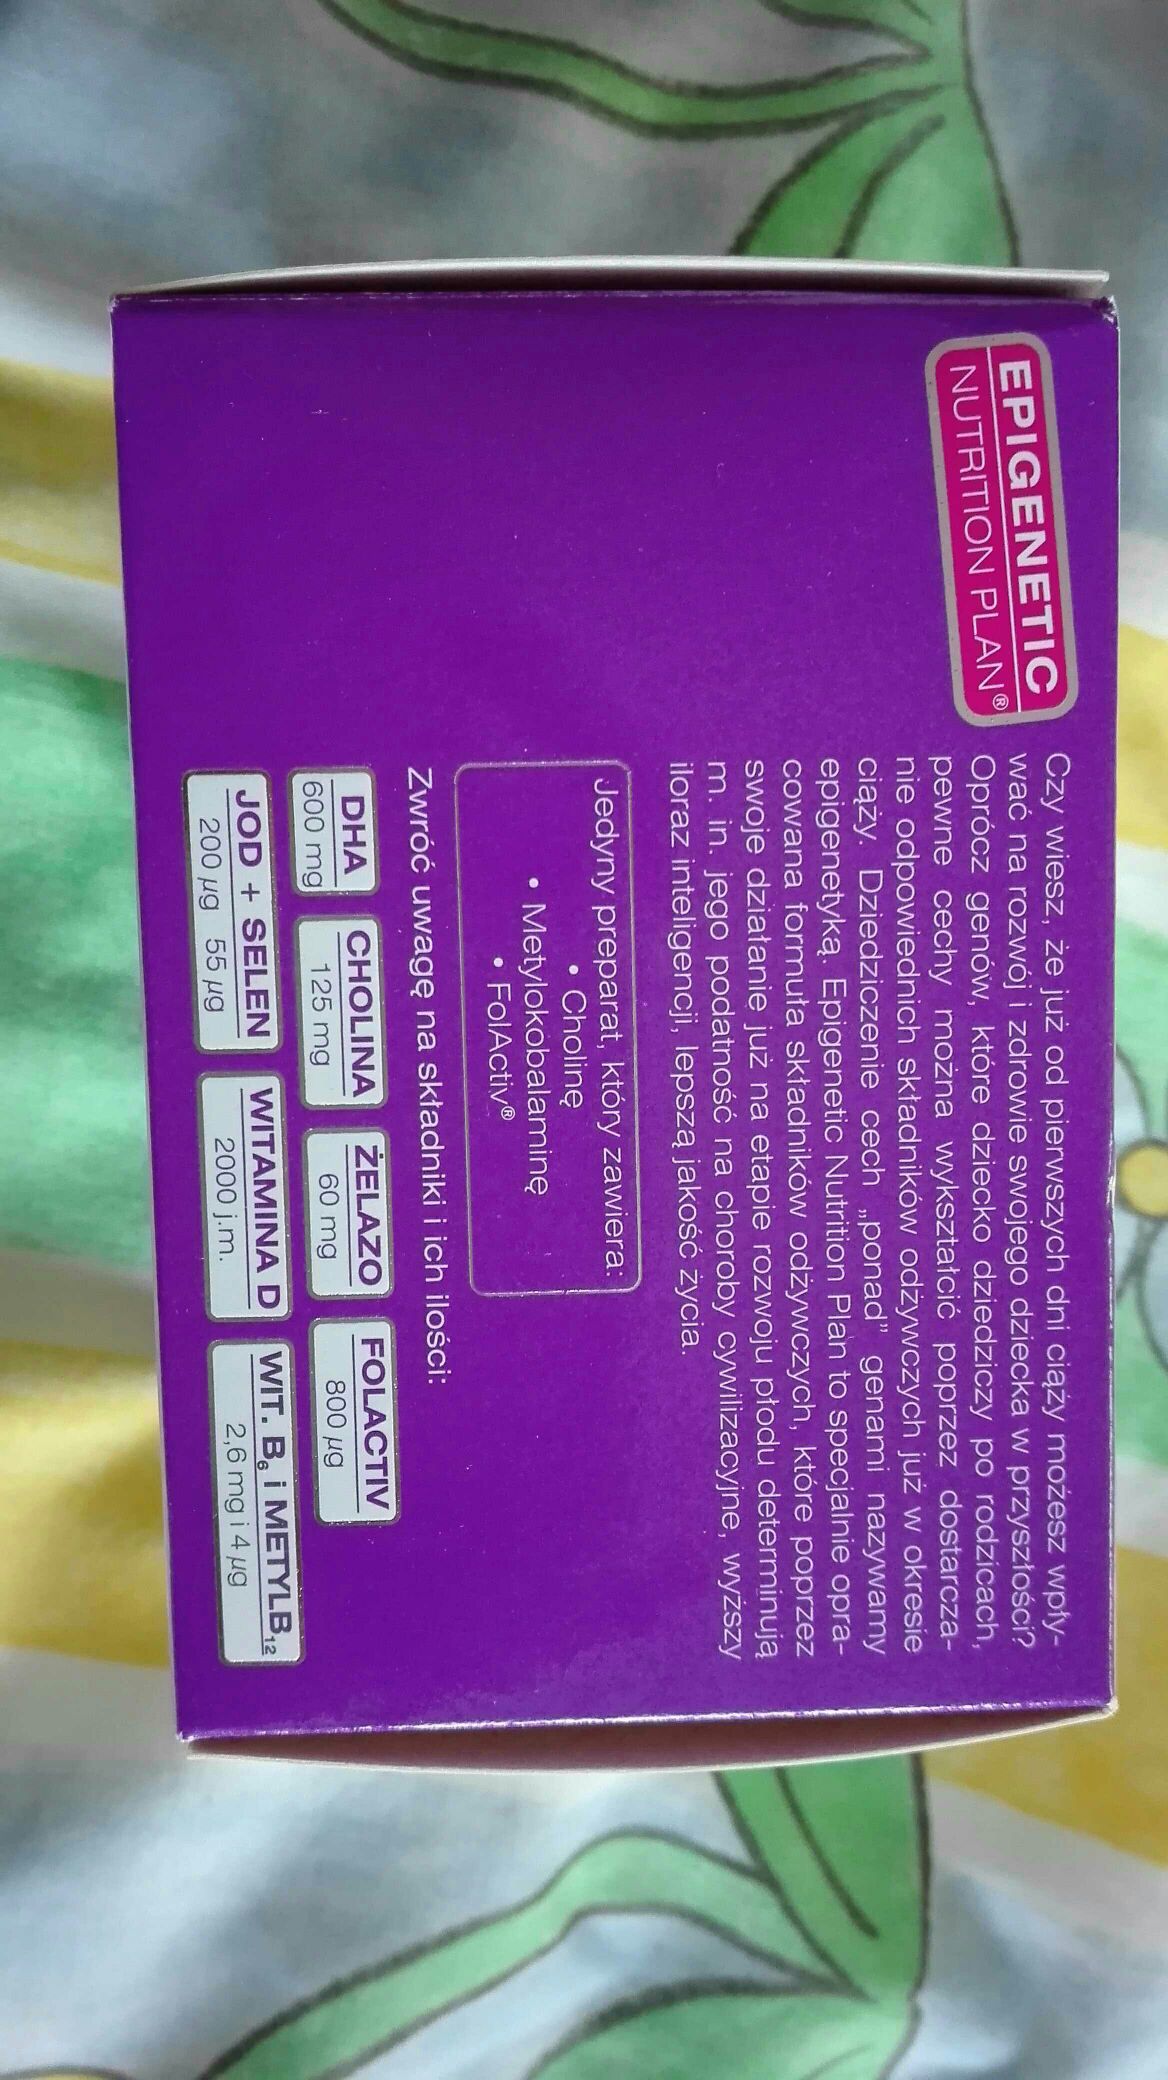 EPIGENETIC
NUTRITION PLAN®
Czy wiesz, że już od pierwszych dni ciąży możesz wpły-
wać na rozwój i zdrowie swojego dziecka w przyszłości?
Oprócz genów, które dziecko dziedziczy po rodzicach,
pewne cechy można wykształcić poprzez dostarcza-
nie odpowiednich składników odżywczych już w okresie
ciąży. Dziedziczenie cech „ponad” genami nazywamy
epigenetyką. Epigenetic Nutrition Plan to specjalnie opra-
cowana formuła składników odżywczych, które poprzez
swoje działanie już na etapie rozwoju płodu determinują
m. in. jego podatność na choroby cywilizacyjne, wyższy
iloraz inteligencji, lepszą jakość życia.
Jedyny preparat, który zawiera:
• Cholinę
• Metylokobalaminę
• FolActiv®
Zwróć uwagę na składniki i ich ilości:
DHA
600 mg
CHOLINA
125 mg
ŻELAZO
60 mg
FOLACTIV
800 µg
JOD + SELEN
200 µg 55 µg
WITAMINA D
2000 j.m.
WIT. B₆ i METYLB₁₂
2,6 mg i 4 µg